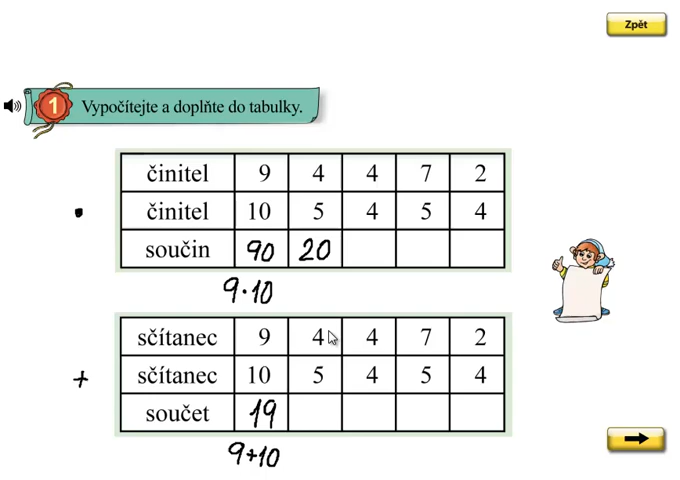 Zpět
1 Vypočítejte a doplňte do tabulky.
činitel 9 4 4 7 2
· činitel 10 5 4 5 4
součin 90 20
9·10
sčítanec 9 4 4 7 2
+ sčítanec 10 5 4 5 4
součet 19
9+10